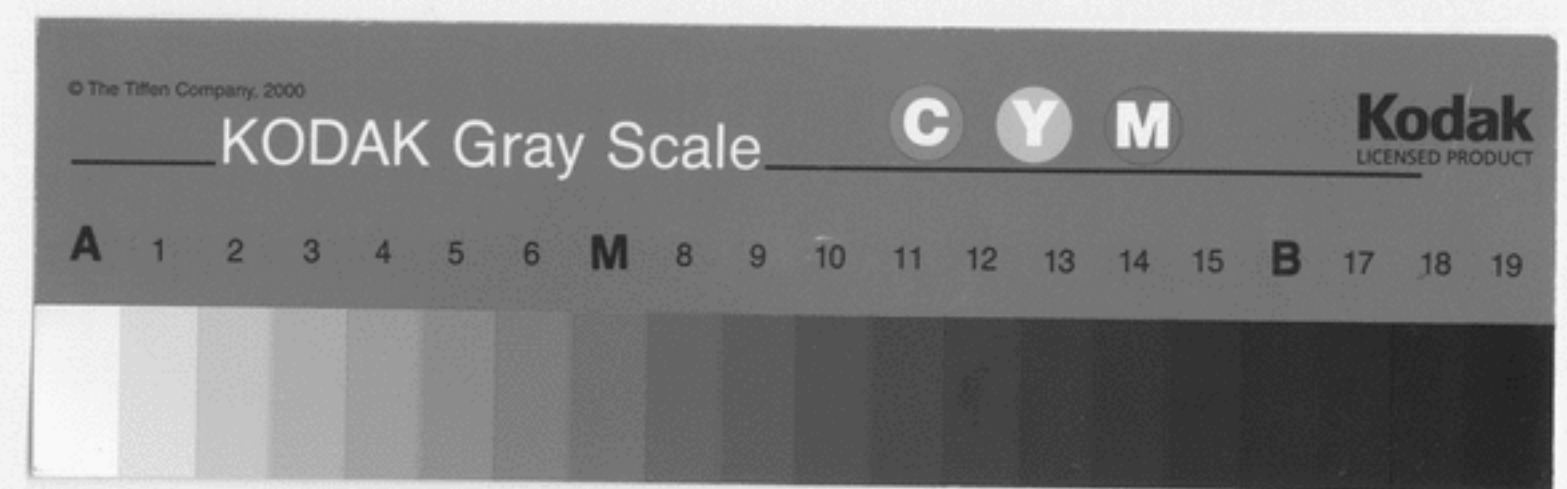 © The Tiffen Company, 2000
KODAK Gray Scale
C Y M
Kodak
LICENSED PRODUCT
A 1 2 3 4 5 6 M 8 9 10 11 12 13 14 15 B 17 18 19